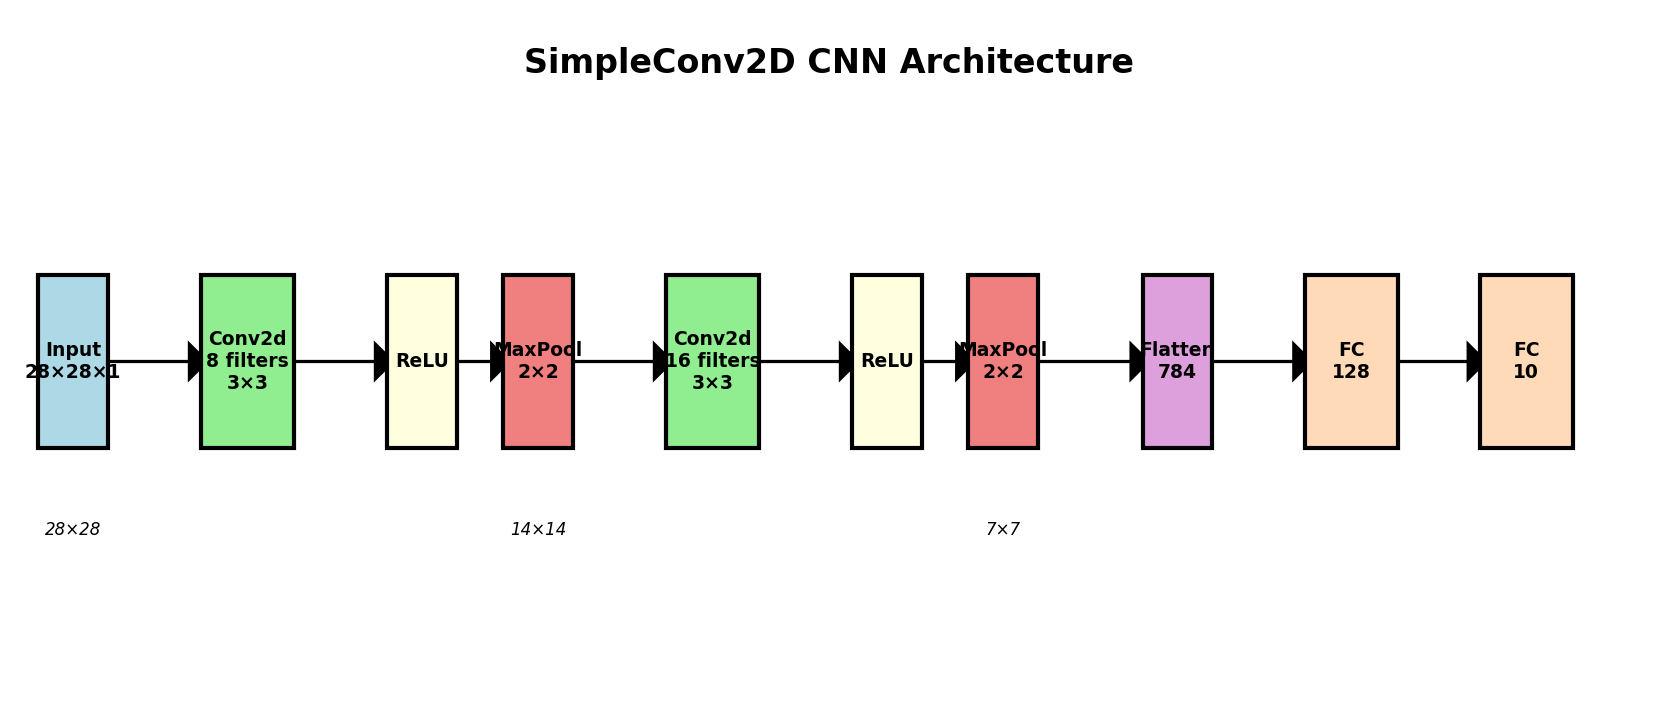 SimpleConv2D CNN Architecture
Input
28×28×1
Conv2d
8 filters
3×3
ReLU
MaxPool
2×2
Conv2d
16 filters
3×3
ReLU
MaxPool
2×2
Flatten
784
FC
128
FC
10
28×28
14×14
7×7